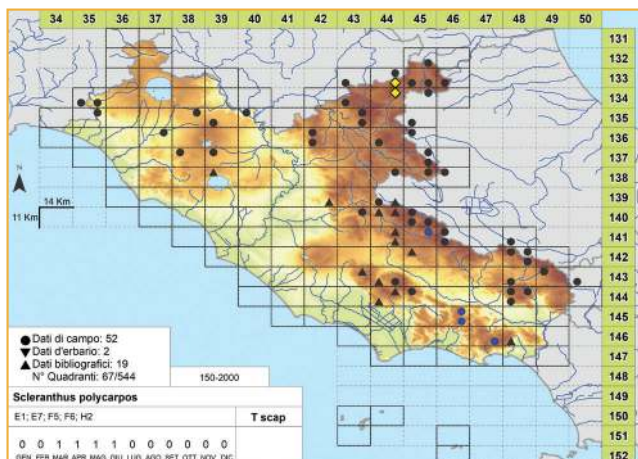 34 35 36 37 38 39 40 41 42 43 44 45 46 47 48 49 50
131
132
133
134
135
136
137
138
139
140
141
142
143
144
145
146
147
148
149
150
151
152
N
14 Km
11 Km
Dati di campo: 52
Dati d'erbario: 2
Dati bibliografici: 19
N° Quadranti: 67/544
150-2000
Scleranthus polycarpos
E1; E7; F5; F6; H2
T scap
0 0 1 1 1 1 0 0 0 0 0 0
GEN FEB MAR APR MAG GIU LUG AGO SET OTT NOV DIC